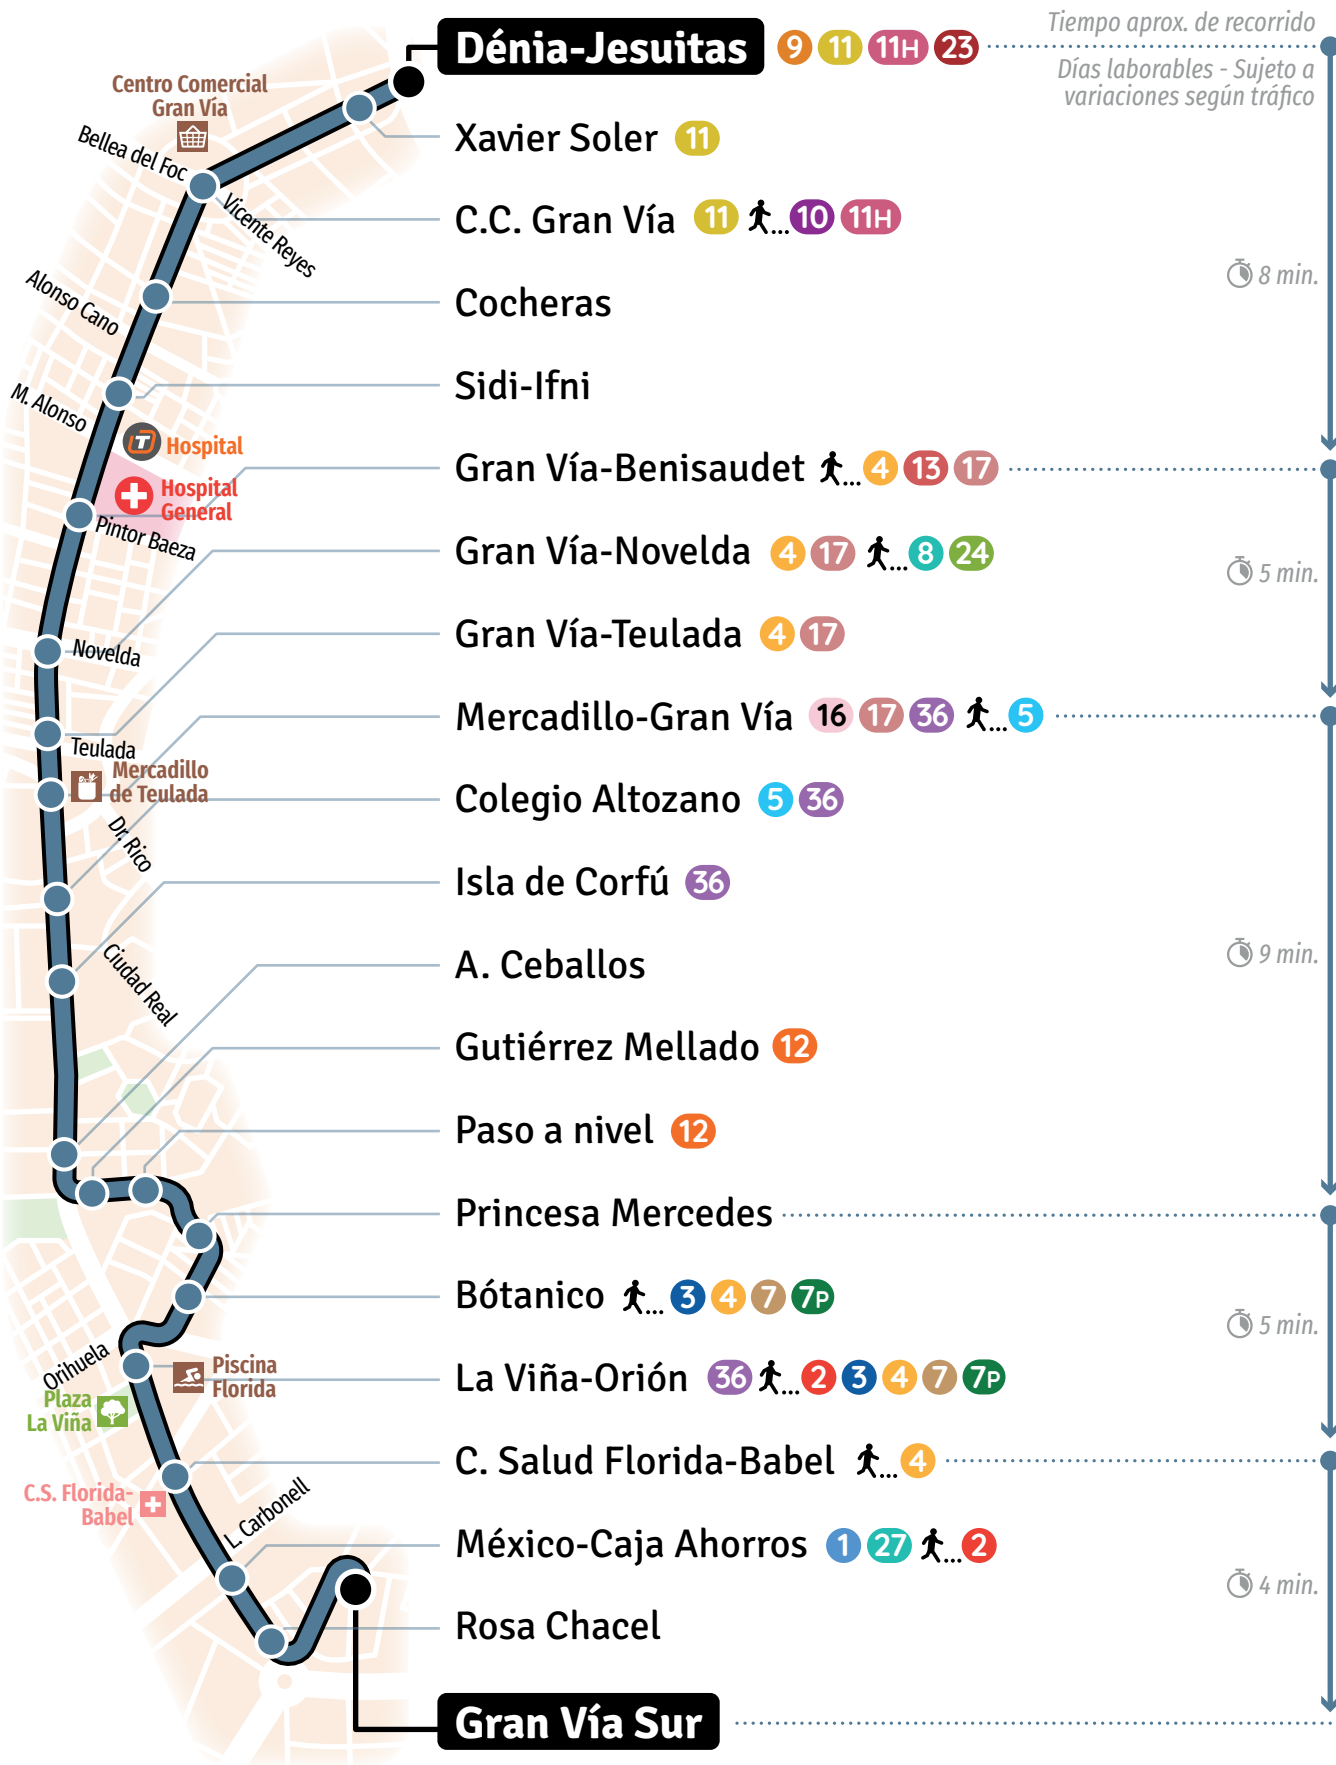 Dénia-Jesuitas 9 11 11H 23
Tiempo aprox. de recorrido
Días laborables - Sujeto a
variaciones según tráfico
Centro Comercial
Gran Vía
Bellea del Foc
Xavier Soler 11
Vicente Reyes
C.C. Gran Vía 11 ... 10 11H
8 min.
Alonso Cano
Cocheras
M. Alonso
Sidi-Ifni
T Hospital
Gran Vía-Benisaudet ... 4 13 17
Hospital
General
Pintor Baeza
Gran Vía-Novelda 4 17 ... 8 24
5 min.
Novelda
Gran Vía-Teulada 4 17
Mercadillo-Gran Vía 16 17 36 ... 5
Teulada
Mercadillo
de Teulada
Colegio Altozano 5 36
Dr. Rico
Isla de Corfú 36
Ciudad Real
A. Ceballos
9 min.
Gutiérrez Mellado 12
Paso a nivel 12
Princesa Mercedes
Bótanico ... 3 4 7 7P
5 min.
Orihuela
Piscina
Florida
La Viña-Orión 36 ... 2 3 4 7 7P
Plaza
La Viña
C. Salud Florida-Babel ... 4
C.S. Florida-
Babel
L. Carbonell
México-Caja Ahorros 1 27 ... 2
4 min.
Rosa Chacel
Gran Vía Sur